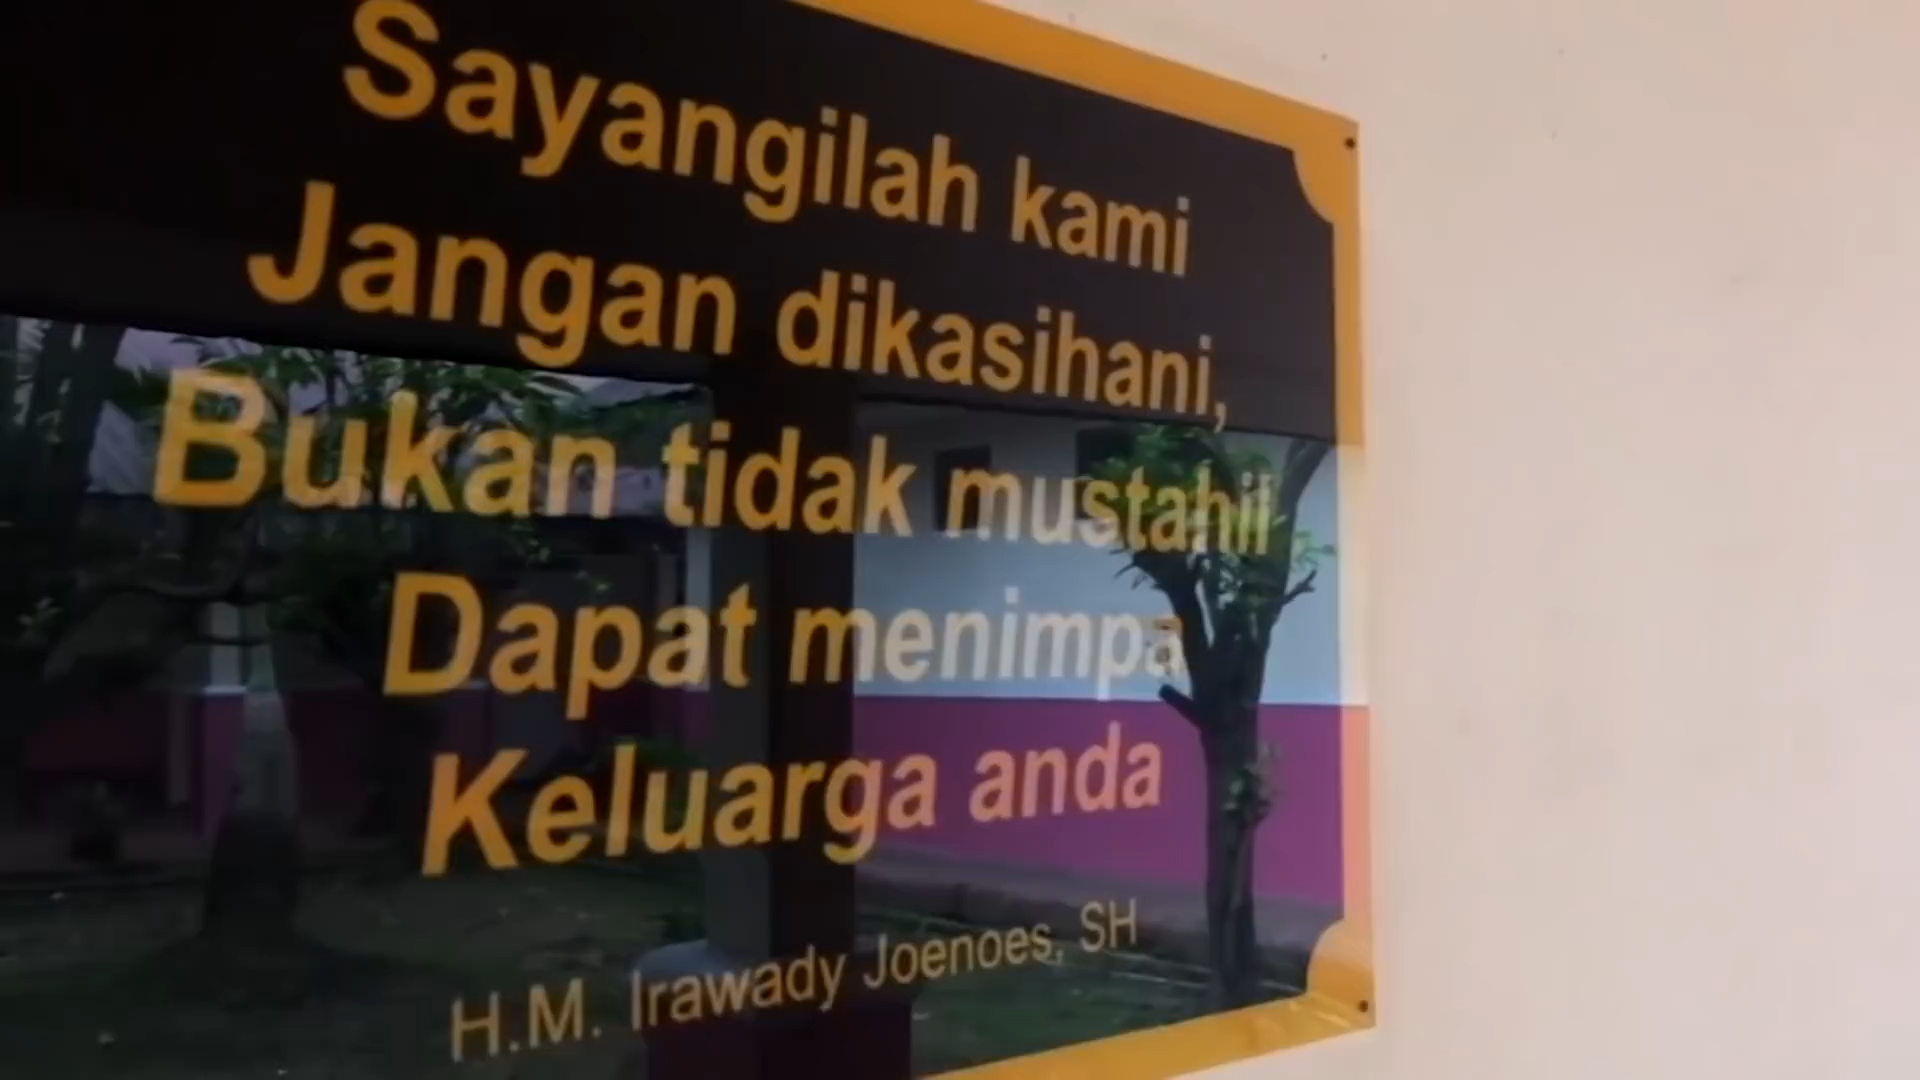 Sayangilah kami
Jangan dikasihani,
Bukan tidak mustahil
Dapat menimpa
Keluarga anda
H.M. Irawady Joenoes, SH